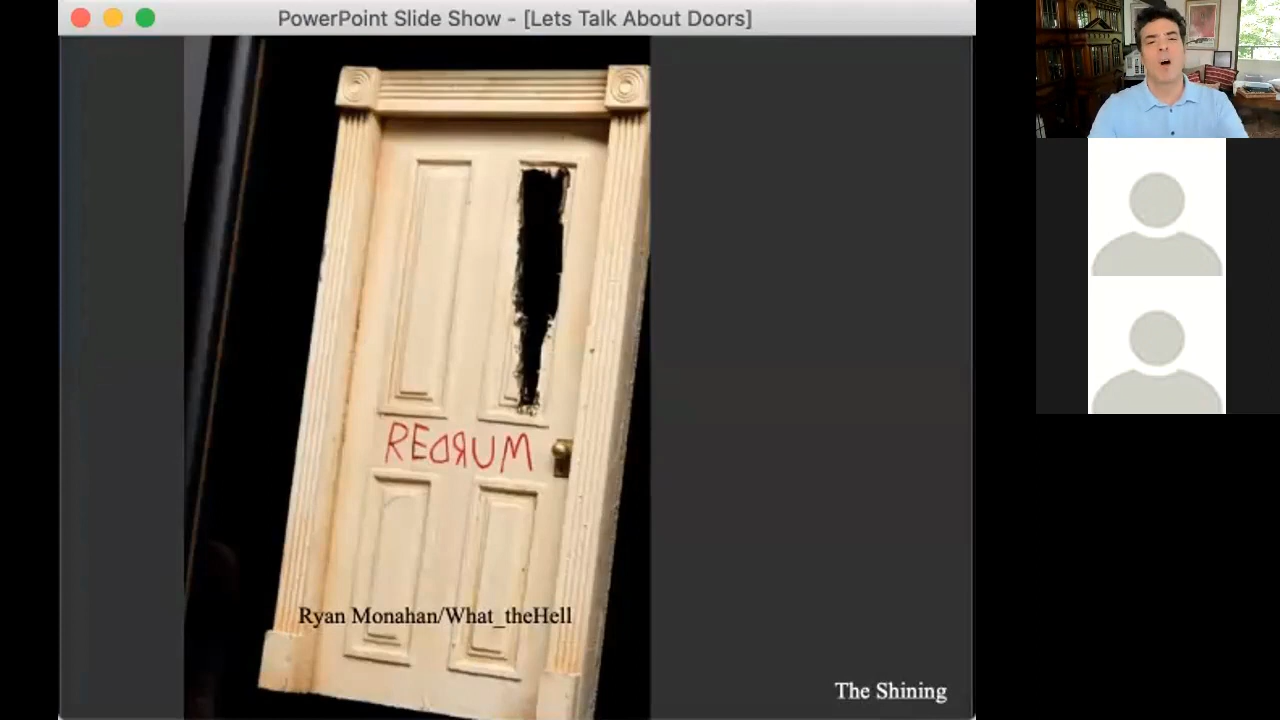 PowerPoint Slide Show - [Lets Talk About Doors]
REDRUM
Ryan Monahan/What_theHell
The Shining